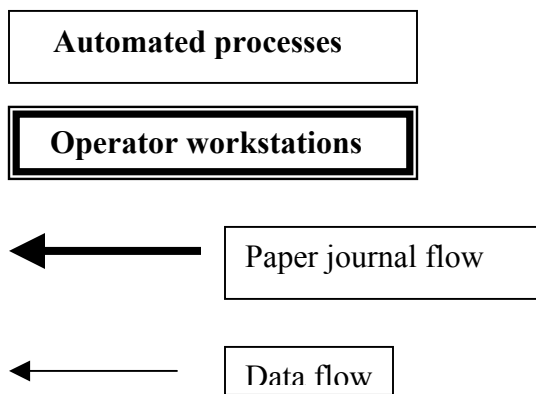 Automated processes
Operator workstations
Paper journal flow
Data flow